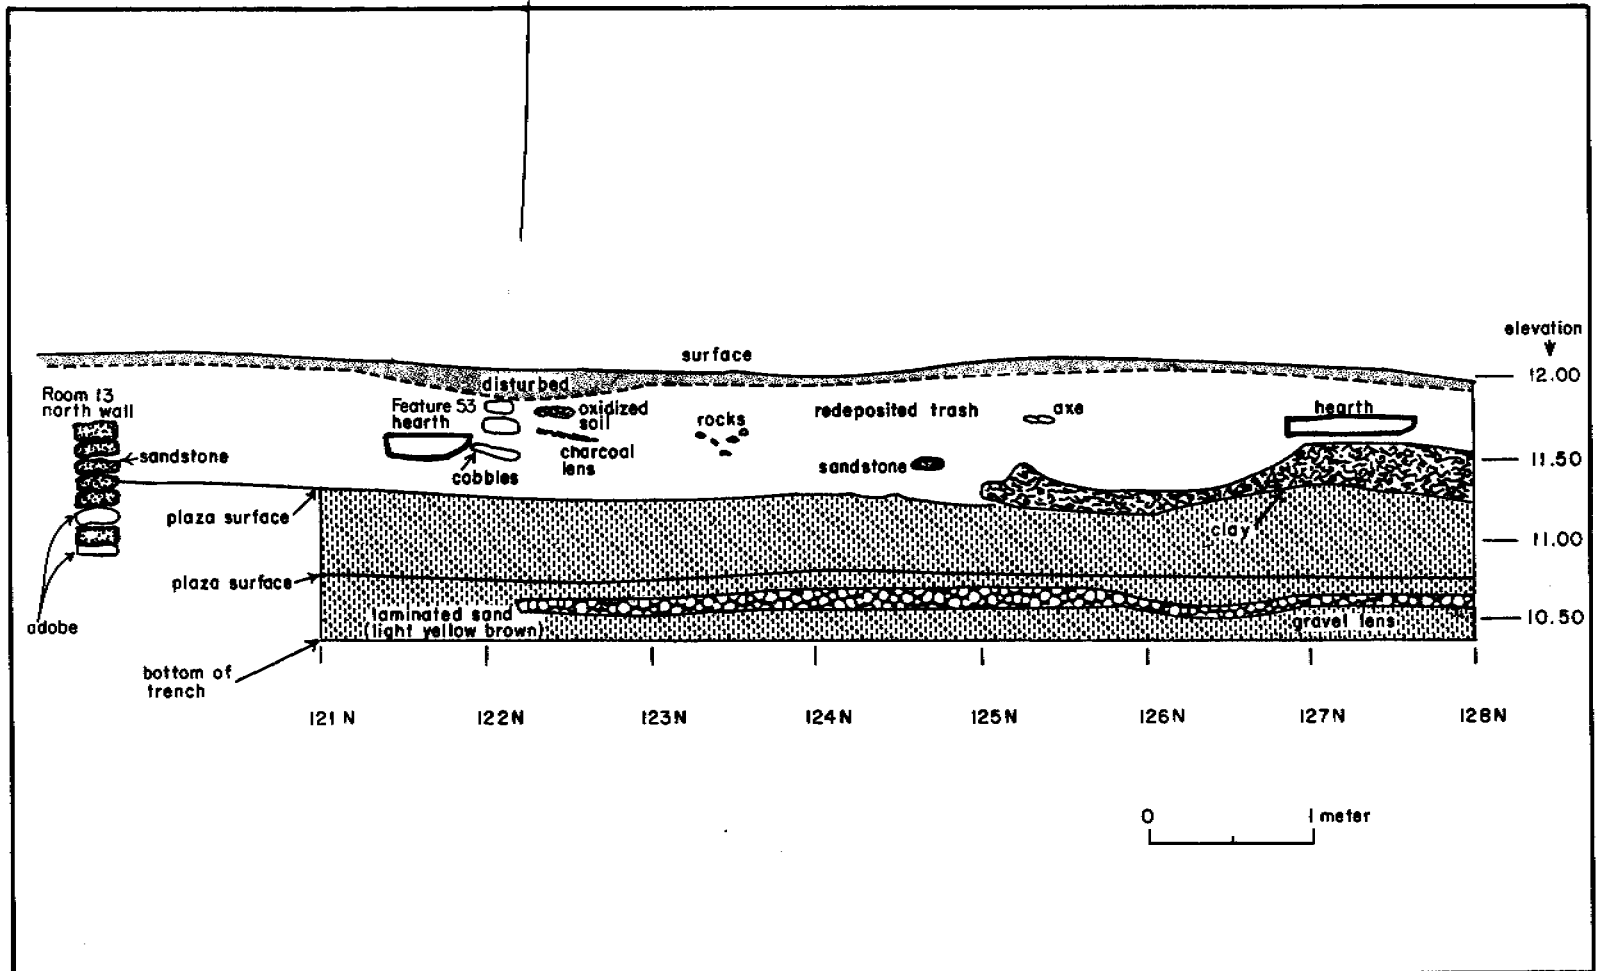 elevation
12.00
surface
disturbed
Room 13
north wall
Feature 53
hearth
oxidized
soil
rocks
redeposited trash
axe
hearth
sandstone
charcoal
lens
cobbles
sandstone
11.50
plaza surface
clay
11.00
plaza surface
laminated sand
(light yellow brown)
gravel lens
10.50
adobe
bottom of
trench
121 N
122N
123N
124N
125N
126N
127N
128N
0
1 meter